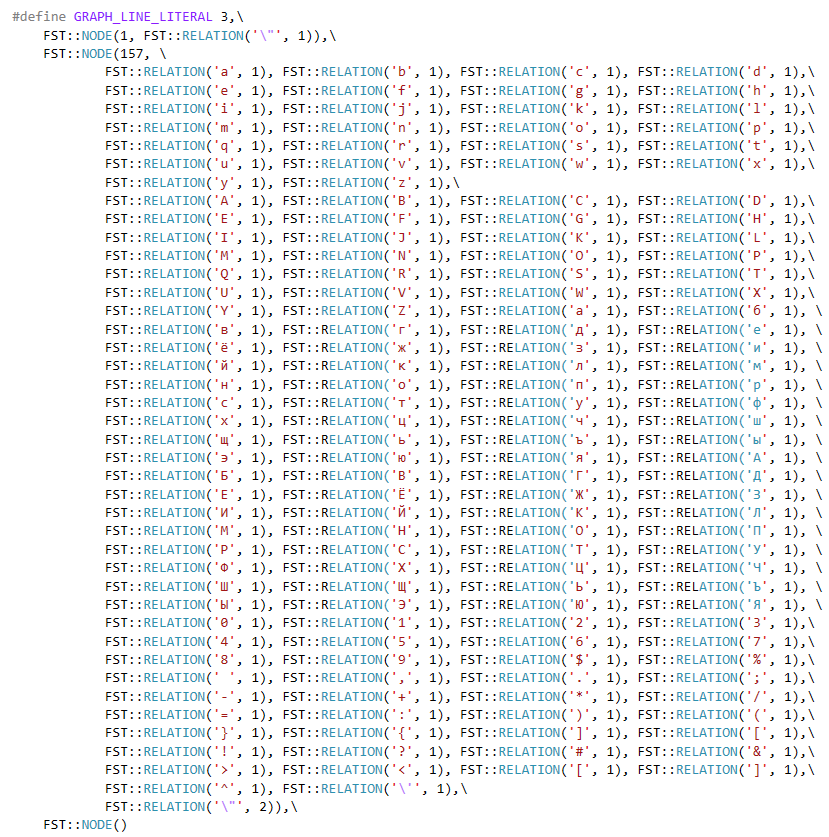 #define GRAPH_LINE_LITERAL 3,\
    FST::NODE(1, FST::RELATION('\"', 1)),\
    FST::NODE(157, \
            FST::RELATION('a', 1), FST::RELATION('b', 1), FST::RELATION('c', 1), FST::RELATION('d', 1),\
            FST::RELATION('e', 1), FST::RELATION('f', 1), FST::RELATION('g', 1), FST::RELATION('h', 1),\
            FST::RELATION('i', 1), FST::RELATION('j', 1), FST::RELATION('k', 1), FST::RELATION('l', 1),\
            FST::RELATION('m', 1), FST::RELATION('n', 1), FST::RELATION('o', 1), FST::RELATION('p', 1),\
            FST::RELATION('q', 1), FST::RELATION('r', 1), FST::RELATION('s', 1), FST::RELATION('t', 1),\
            FST::RELATION('u', 1), FST::RELATION('v', 1), FST::RELATION('w', 1), FST::RELATION('x', 1),\
            FST::RELATION('y', 1), FST::RELATION('z', 1),\
            FST::RELATION('A', 1), FST::RELATION('B', 1), FST::RELATION('C', 1), FST::RELATION('D', 1),\
            FST::RELATION('E', 1), FST::RELATION('F', 1), FST::RELATION('G', 1), FST::RELATION('H', 1),\
            FST::RELATION('I', 1), FST::RELATION('J', 1), FST::RELATION('K', 1), FST::RELATION('L', 1),\
            FST::RELATION('M', 1), FST::RELATION('N', 1), FST::RELATION('O', 1), FST::RELATION('P', 1),\
            FST::RELATION('Q', 1), FST::RELATION('R', 1), FST::RELATION('S', 1), FST::RELATION('T', 1),\
            FST::RELATION('U', 1), FST::RELATION('V', 1), FST::RELATION('W', 1), FST::RELATION('X', 1),\
            FST::RELATION('Y', 1), FST::RELATION('Z', 1), FST::RELATION('а', 1), FST::RELATION('б', 1), \
            FST::RELATION('в', 1), FST::RELATION('г', 1), FST::RELATION('д', 1), FST::RELATION('е', 1), \
            FST::RELATION('ё', 1), FST::RELATION('ж', 1), FST::RELATION('з', 1), FST::RELATION('и', 1), \
            FST::RELATION('й', 1), FST::RELATION('к', 1), FST::RELATION('л', 1), FST::RELATION('м', 1), \
            FST::RELATION('н', 1), FST::RELATION('о', 1), FST::RELATION('п', 1), FST::RELATION('р', 1), \
            FST::RELATION('с', 1), FST::RELATION('т', 1), FST::RELATION('у', 1), FST::RELATION('ф', 1), \
            FST::RELATION('х', 1), FST::RELATION('ц', 1), FST::RELATION('ч', 1), FST::RELATION('ш', 1), \
            FST::RELATION('щ', 1), FST::RELATION('ь', 1), FST::RELATION('ъ', 1), FST::RELATION('ы', 1), \
            FST::RELATION('э', 1), FST::RELATION('ю', 1), FST::RELATION('я', 1), FST::RELATION('А', 1), \
            FST::RELATION('Б', 1), FST::RELATION('В', 1), FST::RELATION('Г', 1), FST::RELATION('Д', 1), \
            FST::RELATION('Е', 1), FST::RELATION('Ё', 1), FST::RELATION('Ж', 1), FST::RELATION('З', 1), \
            FST::RELATION('И', 1), FST::RELATION('Й', 1), FST::RELATION('К', 1), FST::RELATION('Л', 1), \
            FST::RELATION('М', 1), FST::RELATION('Н', 1), FST::RELATION('О', 1), FST::RELATION('П', 1), \
            FST::RELATION('Р', 1), FST::RELATION('С', 1), FST::RELATION('Т', 1), FST::RELATION('У', 1), \
            FST::RELATION('Ф', 1), FST::RELATION('Х', 1), FST::RELATION('Ц', 1), FST::RELATION('Ч', 1), \
            FST::RELATION('Ш', 1), FST::RELATION('Щ', 1), FST::RELATION('Ь', 1), FST::RELATION('Ъ', 1), \
            FST::RELATION('Ы', 1), FST::RELATION('Э', 1), FST::RELATION('Ю', 1), FST::RELATION('Я', 1), \
            FST::RELATION('0', 1), FST::RELATION('1', 1), FST::RELATION('2', 1), FST::RELATION('3', 1),\
            FST::RELATION('4', 1), FST::RELATION('5', 1), FST::RELATION('6', 1), FST::RELATION('7', 1),\
            FST::RELATION('8', 1), FST::RELATION('9', 1), FST::RELATION('$', 1), FST::RELATION('%', 1),\
            FST::RELATION(' ', 1), FST::RELATION(',', 1), FST::RELATION('.', 1), FST::RELATION(';', 1),\
            FST::RELATION('-', 1), FST::RELATION('+', 1), FST::RELATION('*', 1), FST::RELATION('/', 1),\
            FST::RELATION('=', 1), FST::RELATION(':', 1), FST::RELATION(')', 1), FST::RELATION('(', 1),\
            FST::RELATION('}', 1), FST::RELATION('{', 1), FST::RELATION(']', 1), FST::RELATION('[', 1),\
            FST::RELATION('!', 1), FST::RELATION('?', 1), FST::RELATION('#', 1), FST::RELATION('&', 1),\
            FST::RELATION('>', 1), FST::RELATION('<', 1), FST::RELATION('[', 1), FST::RELATION(']', 1),\
            FST::RELATION('^', 1), FST::RELATION('\'', 1),\
            FST::RELATION('\"', 2)),\
    FST::NODE()